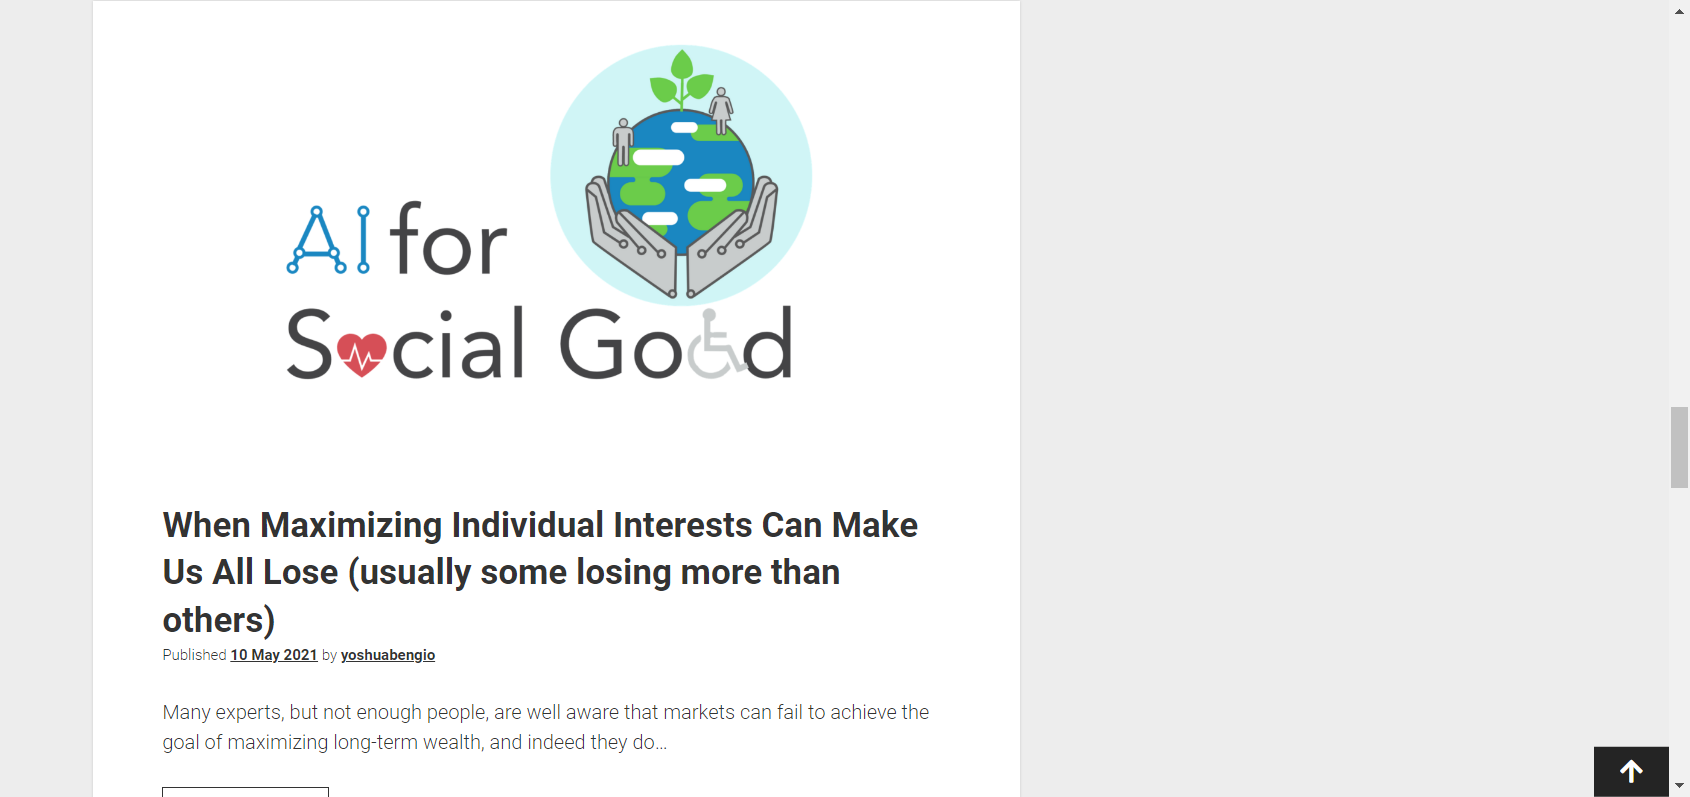 AI for
Social Good
When Maximizing Individual Interests Can Make
Us All Lose (usually some losing more than
others)
Published 10 May 2021 by yoshuabengio
Many experts, but not enough people, are well aware that markets can fail to achieve the
goal of maximizing long-term wealth, and indeed they do…